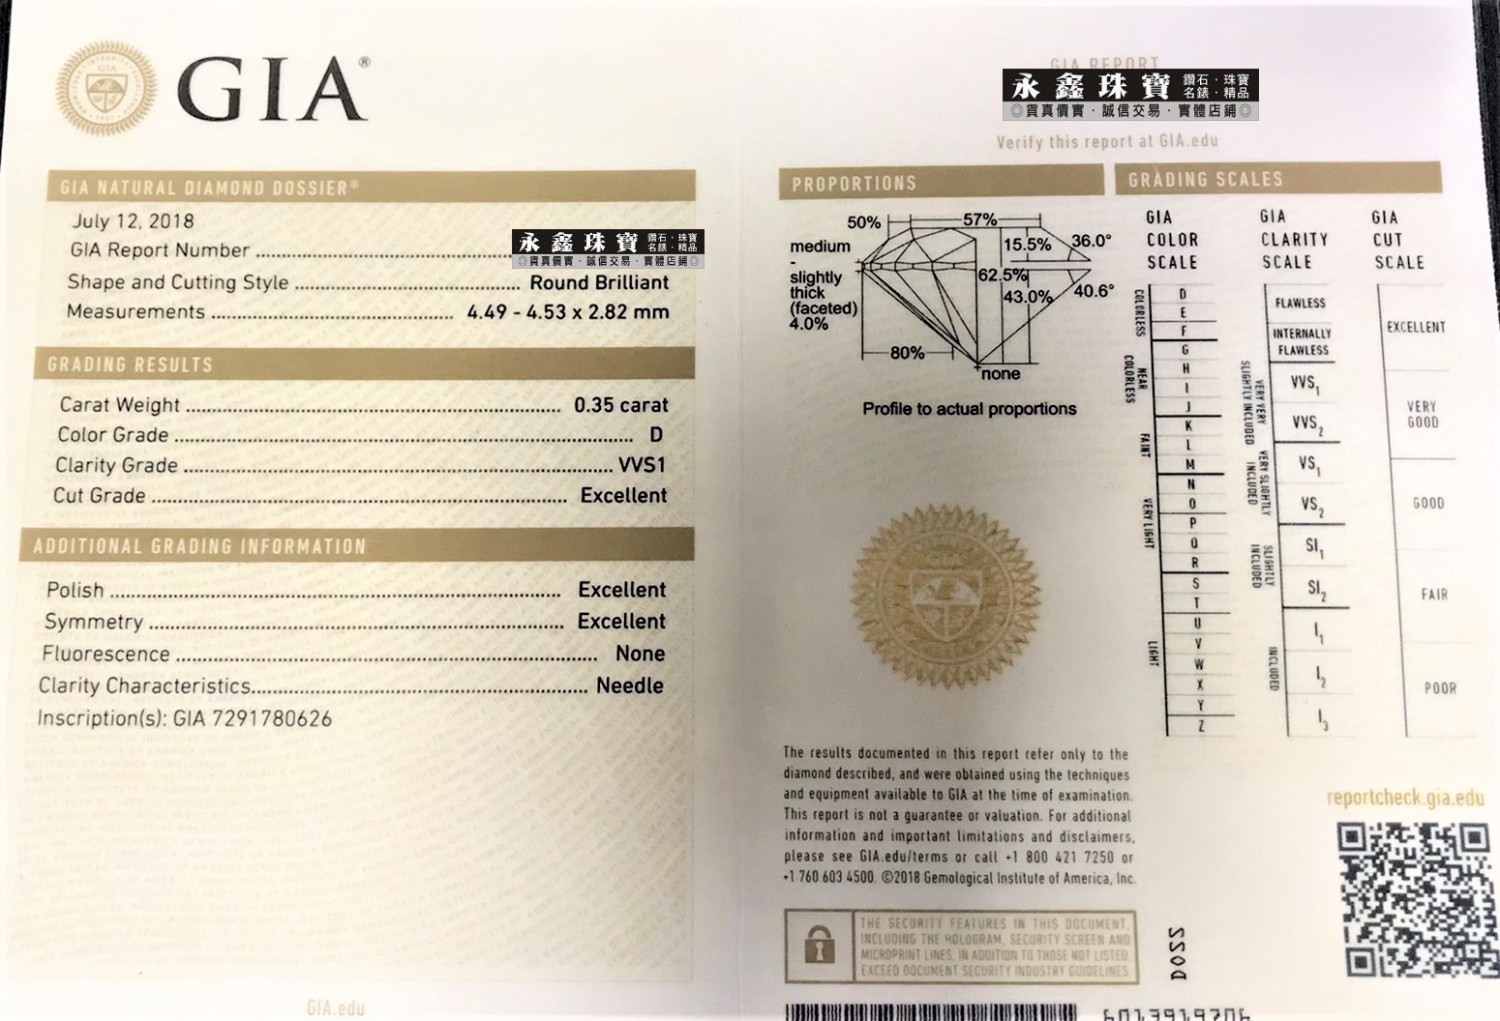 GIA®
GIA NATURAL DIAMOND DOSSIER®
July 12, 2018
GIA Report Number
永鑫珠寶 鑽石·珠寶
名錶·精品
◎貨真價實·誠信交易·實體店鋪◎
Shape and Cutting Style Round Brilliant
Measurements 4.49 - 4.53 x 2.82 mm
GRADING RESULTS
Carat Weight 0.35 carat
Color Grade D
Clarity Grade VVS1
Cut Grade Excellent
ADDITIONAL GRADING INFORMATION
Polish Excellent
Symmetry Excellent
Fluorescence None
Clarity Characteristics Needle
Inscription(s): GIA 7291780626
GIA.edu
GIA REPORT
永鑫珠寶 鑽石·珠寶
名錶·精品
◎貨真價實·誠信交易·實體店鋪◎
Verify this report at GIA.edu
PROPORTIONS
50%
57%
medium
-
slightly
thick
(faceted)
4.0%
15.5%
36.0°
62.5%
43.0%
40.6°
80%
none
Profile to actual proportions
The results documented in this report refer only to the
diamond described, and were obtained using the techniques
and equipment available to GIA at the time of examination.
This report is not a guarantee or valuation. For additional
information and important limitations and disclaimers,
please see GIA.edu/terms or call +1 800 421 7250 or
+1 760 603 4500. ©2018 Gemological Institute of America, Inc.
THE SECURITY FEATURES IN THIS DOCUMENT,
INCLUDING THE HOLOGRAM, SECURITY SCREEN AND
MICROPRINT LINES, IN ADDITION TO THOSE NOT LISTED,
EXCEED DOCUMENT SECURITY INDUSTRY GUIDELINES.
GRADING SCALES
GIA
COLOR
SCALE
COLORLESS
D
E
F
NEAR
COLORLESS
G
H
I
J
FAINT
K
L
M
VERY LIGHT
N
O
P
Q
R
LIGHT
S
T
U
V
W
X
Y
Z
GIA
CLARITY
SCALE
FLAWLESS
INTERNALLY
FLAWLESS
VERY VERY
SLIGHTLY INCLUDED
VVS1
VVS2
VERY SLIGHTLY
INCLUDED
VS1
VS2
SLIGHTLY
INCLUDED
SI1
SI2
INCLUDED
I1
I2
I3
GIA
CUT
SCALE
EXCELLENT
VERY
GOOD
GOOD
FAIR
POOR
reportcheck.gia.edu
DOSS
6013919706